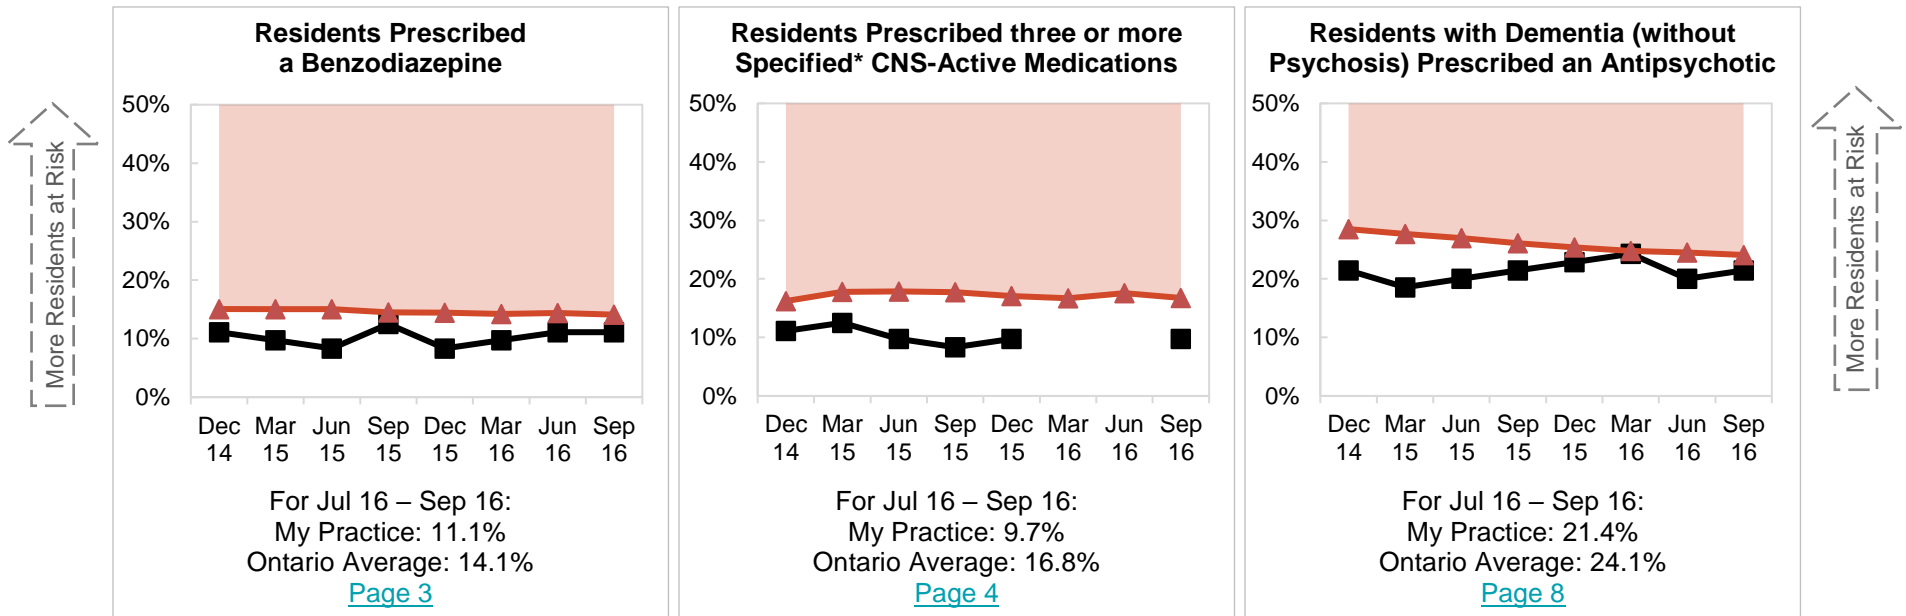 More Residents at Risk
Residents Prescribed
a Benzodiazepine
50%
40%
30%
20%
10%
0%
Dec Mar Jun Sep Dec Mar Jun Sep
14 15 15 15 15 16 16 16
For Jul 16 – Sep 16:
My Practice: 11.1%
Ontario Average: 14.1%
Page 3
Residents Prescribed three or more
Specified* CNS-Active Medications
50%
40%
30%
20%
10%
0%
Dec Mar Jun Sep Dec Mar Jun Sep
14 15 15 15 15 16 16 16
For Jul 16 – Sep 16:
My Practice: 9.7%
Ontario Average: 16.8%
Page 4
Residents with Dementia (without
Psychosis) Prescribed an Antipsychotic
50%
40%
30%
20%
10%
0%
Dec Mar Jun Sep Dec Mar Jun Sep
14 15 15 15 15 16 16 16
For Jul 16 – Sep 16:
My Practice: 21.4%
Ontario Average: 24.1%
Page 8
More Residents at Risk